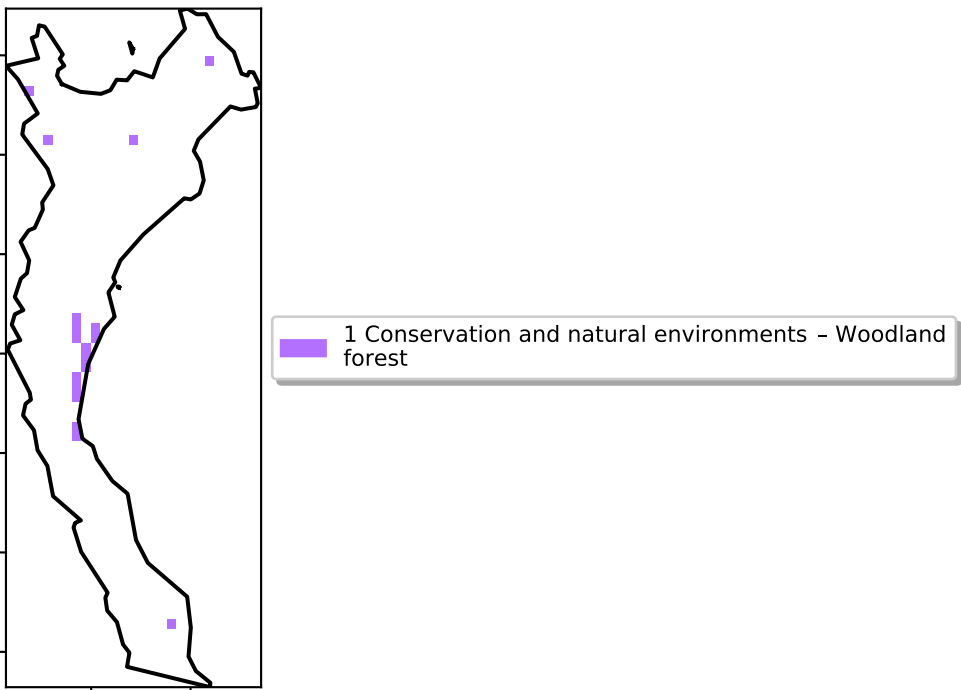 1 Conservation and natural environments – Woodland
forest